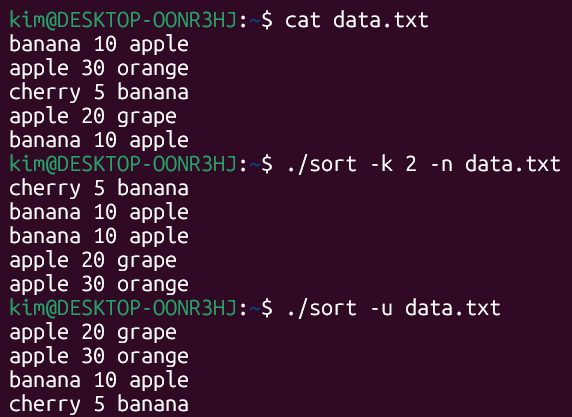 kim@DESKTOP-OONR3HJ:~$ cat data.txt
banana 10 apple
apple 30 orange
cherry 5 banana
apple 20 grape
banana 10 apple
kim@DESKTOP-OONR3HJ:~$ ./sort -k 2 -n data.txt
cherry 5 banana
banana 10 apple
banana 10 apple
apple 20 grape
apple 30 orange
kim@DESKTOP-OONR3HJ:~$ ./sort -u data.txt
apple 20 grape
apple 30 orange
banana 10 apple
cherry 5 banana